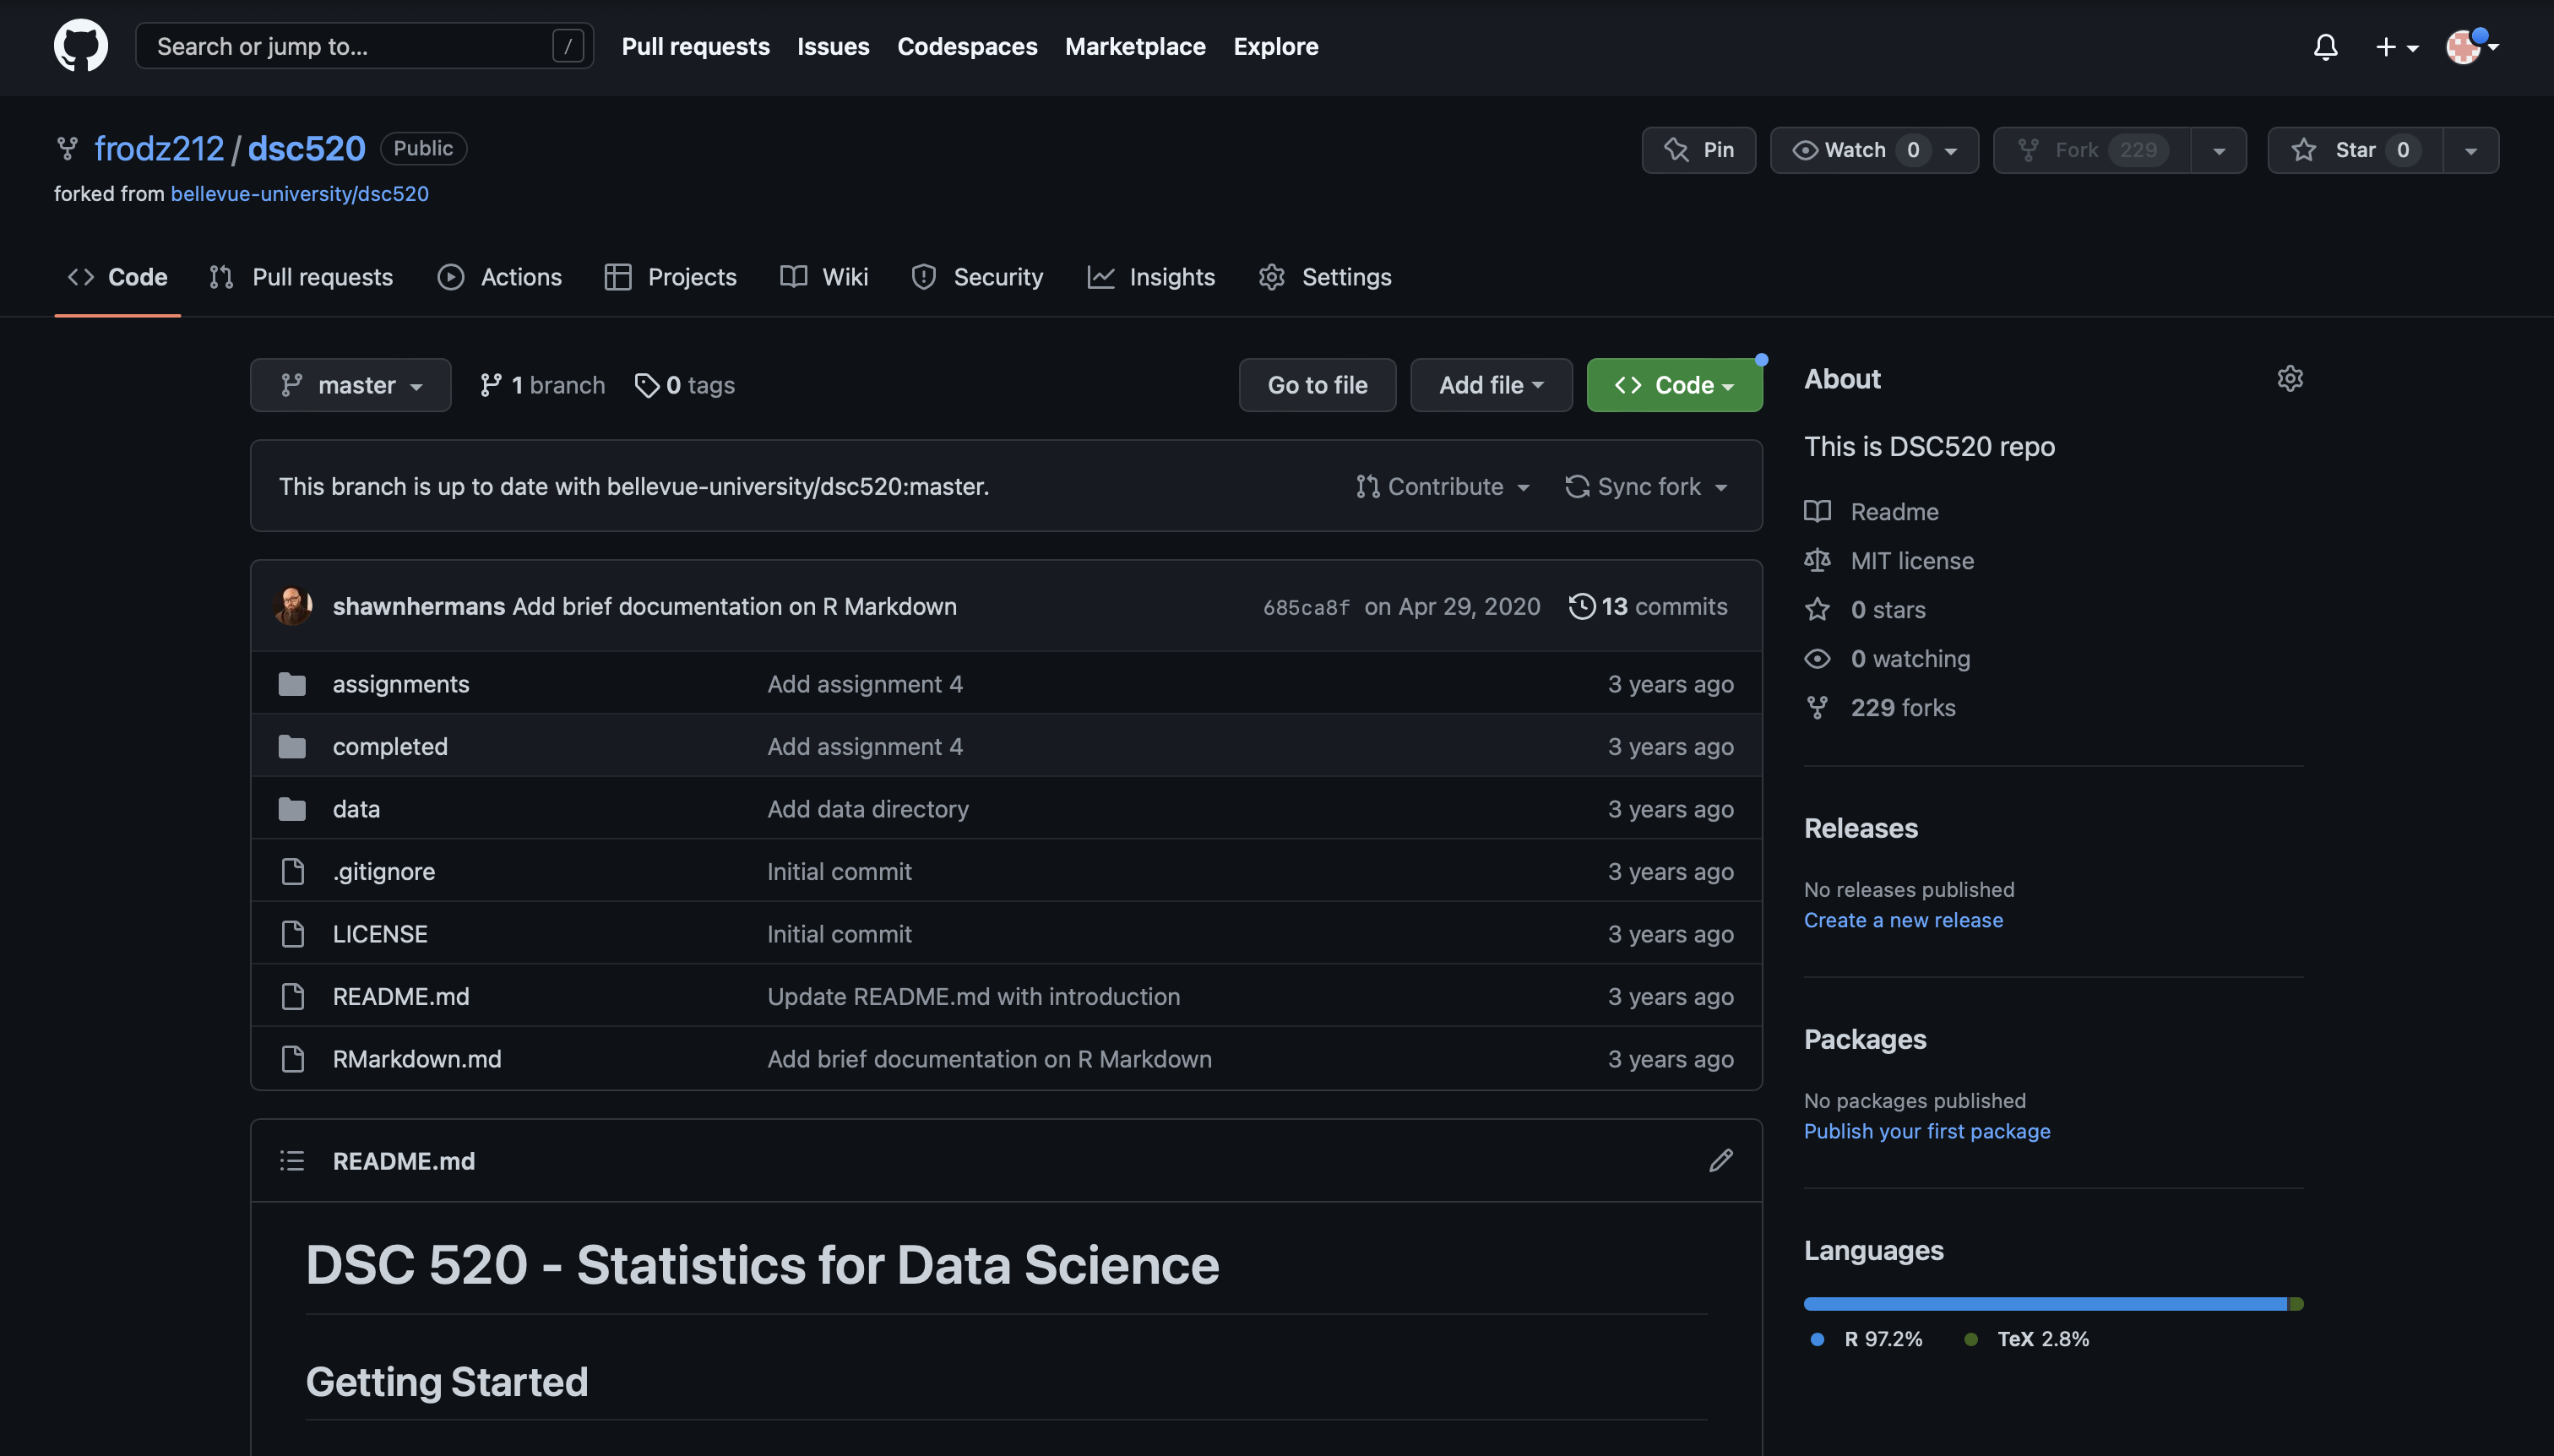 Search or jump to... /
Pull requests Issues Codespaces Marketplace Explore
frodz212 / dsc520 Public
forked from bellevue-university/dsc520
Pin Watch 0 Fork 229 Star 0
Code Pull requests Actions Projects Wiki Security Insights Settings
master 1 branch 0 tags Go to file Add file Code
This branch is up to date with bellevue-university/dsc520:master. Contribute Sync fork
shawnhermans Add brief documentation on R Markdown 685ca8f on Apr 29, 2020 13 commits
assignments Add assignment 4 3 years ago
completed Add assignment 4 3 years ago
data Add data directory 3 years ago
.gitignore Initial commit 3 years ago
LICENSE Initial commit 3 years ago
README.md Update README.md with introduction 3 years ago
RMarkdown.md Add brief documentation on R Markdown 3 years ago
README.md
DSC 520 - Statistics for Data Science
Getting Started
About
This is DSC520 repo
Readme
MIT license
0 stars
0 watching
229 forks
Releases
No releases published
Create a new release
Packages
No packages published
Publish your first package
Languages
R 97.2% TeX 2.8%